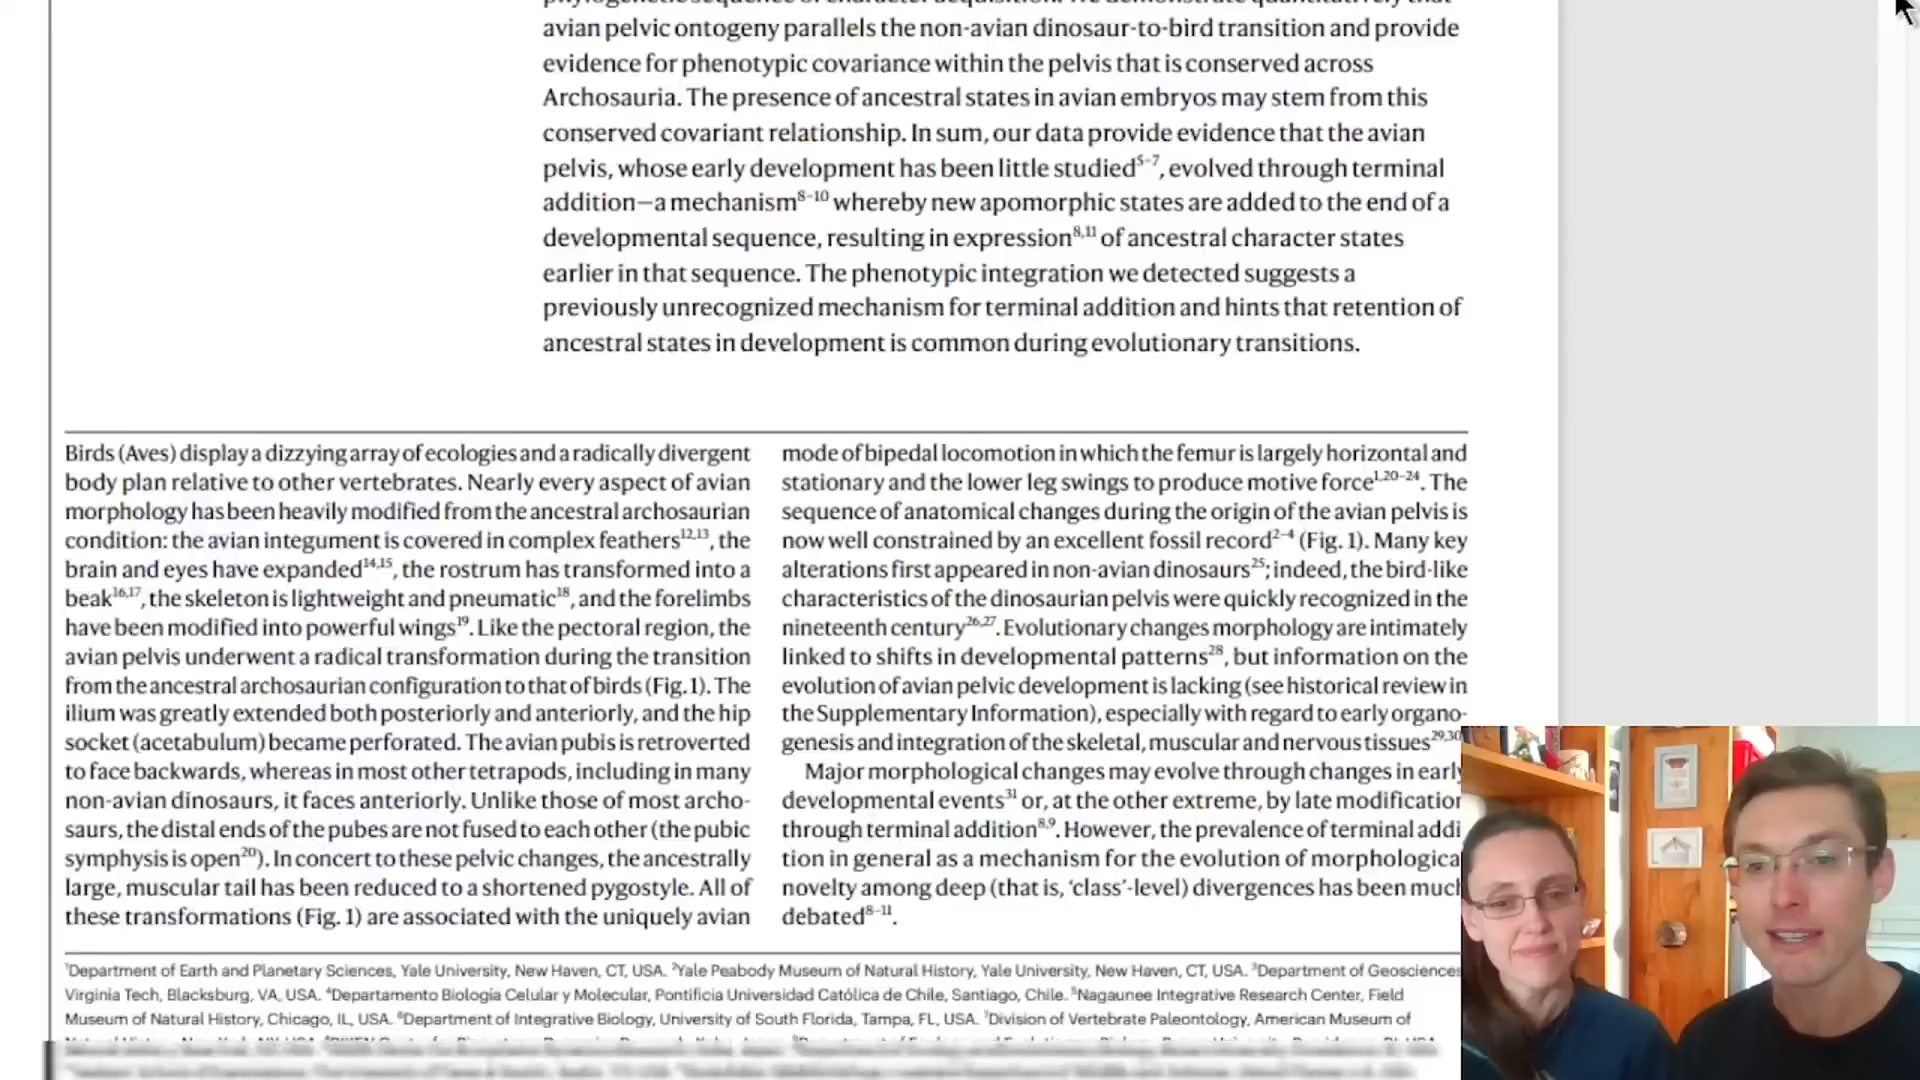 avian pelvic ontogeny parallels the non-avian dinosaur-to-bird transition and provide
evidence for phenotypic covariance within the pelvis that is conserved across
Archosauria. The presence of ancestral states in avian embryos may stem from this
conserved covariant relationship. In sum, our data provide evidence that the avian
pelvis, whose early development has been little studied⁵⁻⁷, evolved through terminal
addition—a mechanism⁸⁻¹⁰ whereby new apomorphic states are added to the end of a
developmental sequence, resulting in expression⁸,¹¹ of ancestral character states
earlier in that sequence. The phenotypic integration we detected suggests a
previously unrecognized mechanism for terminal addition and hints that retention of
ancestral states in development is common during evolutionary transitions.
Birds (Aves) display a dizzying array of ecologies and a radically divergent
body plan relative to other vertebrates. Nearly every aspect of avian
morphology has been heavily modified from the ancestral archosaurian
condition: the avian integument is covered in complex feathers¹²,¹³, the
brain and eyes have expanded¹⁴,¹⁵, the rostrum has transformed into a
beak¹⁶,¹⁷, the skeleton is lightweight and pneumatic¹⁸, and the forelimbs
have been modified into powerful wings¹⁹. Like the pectoral region, the
avian pelvis underwent a radical transformation during the transition
from the ancestral archosaurian configuration to that of birds (Fig. 1). The
ilium was greatly extended both posteriorly and anteriorly, and the hip
socket (acetabulum) became perforated. The avian pubis is retroverted
to face backwards, whereas in most other tetrapods, including in many
non-avian dinosaurs, it faces anteriorly. Unlike those of most archo-
saurs, the distal ends of the pubes are not fused to each other (the pubic
symphysis is open²⁰). In concert to these pelvic changes, the ancestrally
large, muscular tail has been reduced to a shortened pygostyle. All of
these transformations (Fig. 1) are associated with the uniquely avian
mode of bipedal locomotion in which the femur is largely horizontal and
stationary and the lower leg swings to produce motive force¹,²⁰⁻²⁴. The
sequence of anatomical changes during the origin of the avian pelvis is
now well constrained by an excellent fossil record²⁻⁴ (Fig. 1). Many key
alterations first appeared in non-avian dinosaurs²⁵; indeed, the bird-like
characteristics of the dinosaurian pelvis were quickly recognized in the
nineteenth century²⁶,²⁷. Evolutionary changes morphology are intimately
linked to shifts in developmental patterns²⁸, but information on the
evolution of avian pelvic development is lacking (see historical review in
the Supplementary Information), especially with regard to early organo-
genesis and integration of the skeletal, muscular and nervous tissues²⁹,³⁰
Major morphological changes may evolve through changes in early
developmental events³¹ or, at the other extreme, by late modification
through terminal addition⁸,⁹. However, the prevalence of terminal addi
tion in general as a mechanism for the evolution of morphologica
novelty among deep (that is, ‘class’-level) divergences has been much
debated⁸⁻¹¹.
¹Department of Earth and Planetary Sciences, Yale University, New Haven, CT, USA. ²Yale Peabody Museum of Natural History, Yale University, New Haven, CT, USA. ³Department of Geosciences
Virginia Tech, Blacksburg, VA, USA. ⁴Departamento Biología Celular y Molecular, Pontificia Universidad Católica de Chile, Santiago, Chile. ⁵Nagaunee Integrative Research Center, Field
Museum of Natural History, Chicago, IL, USA. ⁶Department of Integrative Biology, University of South Florida, Tampa, FL, USA. ⁷Division of Vertebrate Paleontology, American Museum of